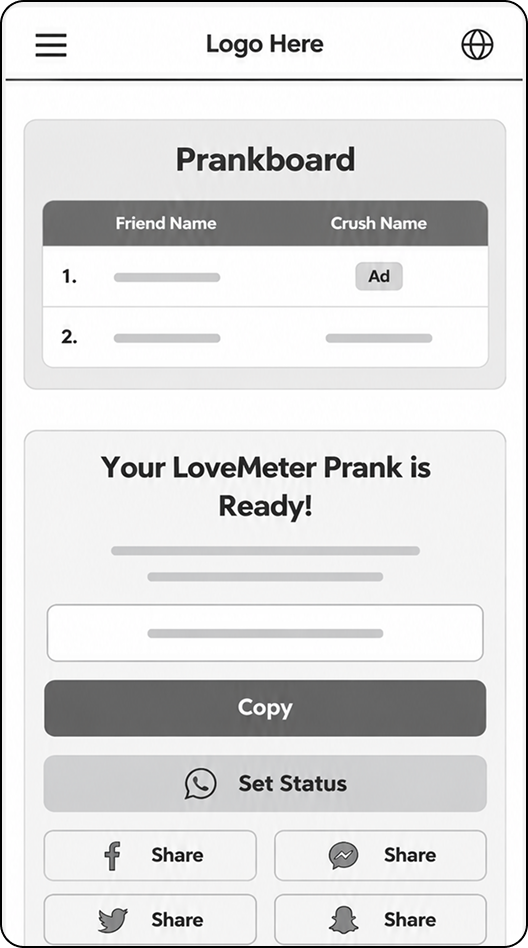 Logo Here
Prankboard
Friend Name Crush Name
1. Ad
2.
Your LoveMeter Prank is
Ready!
Copy
Set Status
Share Share
Share Share